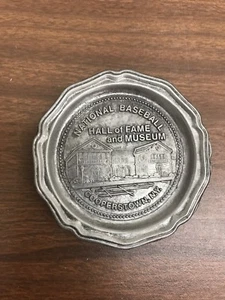 NATIONAL BASEBALL
HALL of FAME
and MUSEUM
COOPERSTOWN, N.Y.